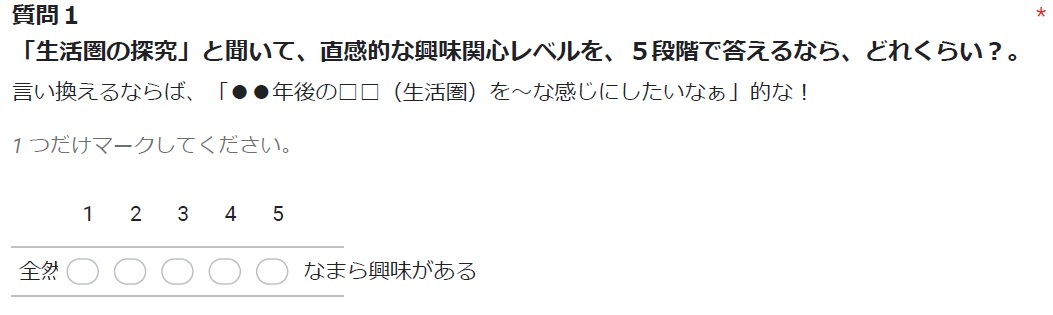 質問１ *
「生活圏の探究」と聞いて、直感的な興味関心レベルを、５段階で答えるなら、どれくらい？。
言い換えるならば、「●●年後の□□（生活圏）を～な感じにしたいなぁ」的な！
1 つだけマークしてください。
1 2 3 4 5
全然 なまら興味がある